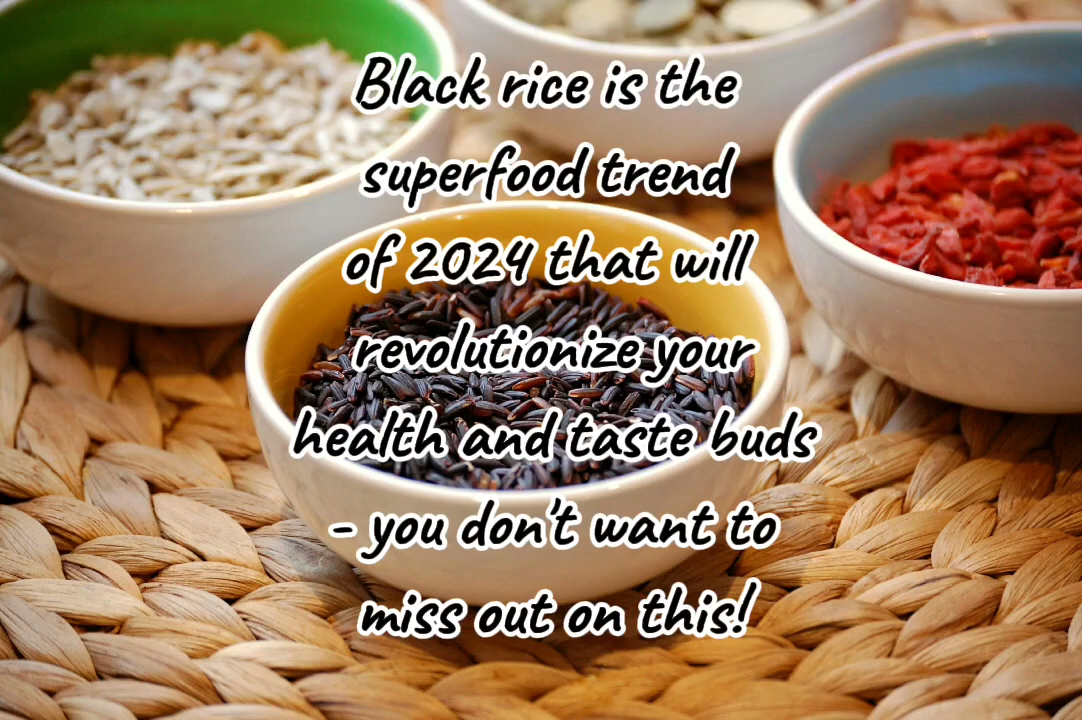 Black rice is the
superfood trend
of 2024 that will
revolutionize your
health and taste buds
- you don't want to
miss out on this!